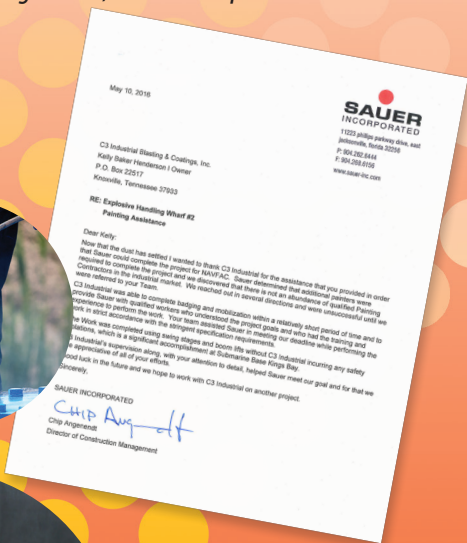 May 10, 2016
SAUER
INCORPORATED
11223 phillips parkway drive, east
jacksonville, florida 32256
P: 904.262.6444
F: 904.268.0156
www.sauer-inc.com
C3 Industrial Blasting & Coatings, Inc.
Kelly Baker Henderson I Owner
P.O. Box 22517
Knoxville, Tennesee 37933
RE: Explosive Handling Wharf #2
Painting Assistance
Dear Kelly:
Now that the dust has settled I wanted to thank C3 Industrial for the assistance that you provided in order
that Sauer could complete the project for NAVFAC. Sauer determined that additional painters were
required to complete the project and we discovered that there is not an abundance of qualified Painting
Contractors in the industrial market. We reached out in several directions and were unsuccessful until we
were referred to your Team.
C3 Industrial was able to complete badging and mobilization within a relatively short period of time and to
provide Sauer with qualified workers who understood the project goals and who had the training and
experience to perform the work. Your team assisted Sauer in meeting our deadline while performing the
in strict accordance with the stringent specification requirements.
Work was completed using swing stages and boom lifts without C3 Industrial incurring any safety
which is a significant accomplishment at Submarine Base Kings Bay.
Industrial's supervision along, with your attention to detail, helped Sauer meet our goal and for that we
appreciative of all of your efforts.
luck in the future and we hope to work with C3 Industrial on another project.
SAUER INCORPORATED
Chip Angenendt
Director of Construction Management